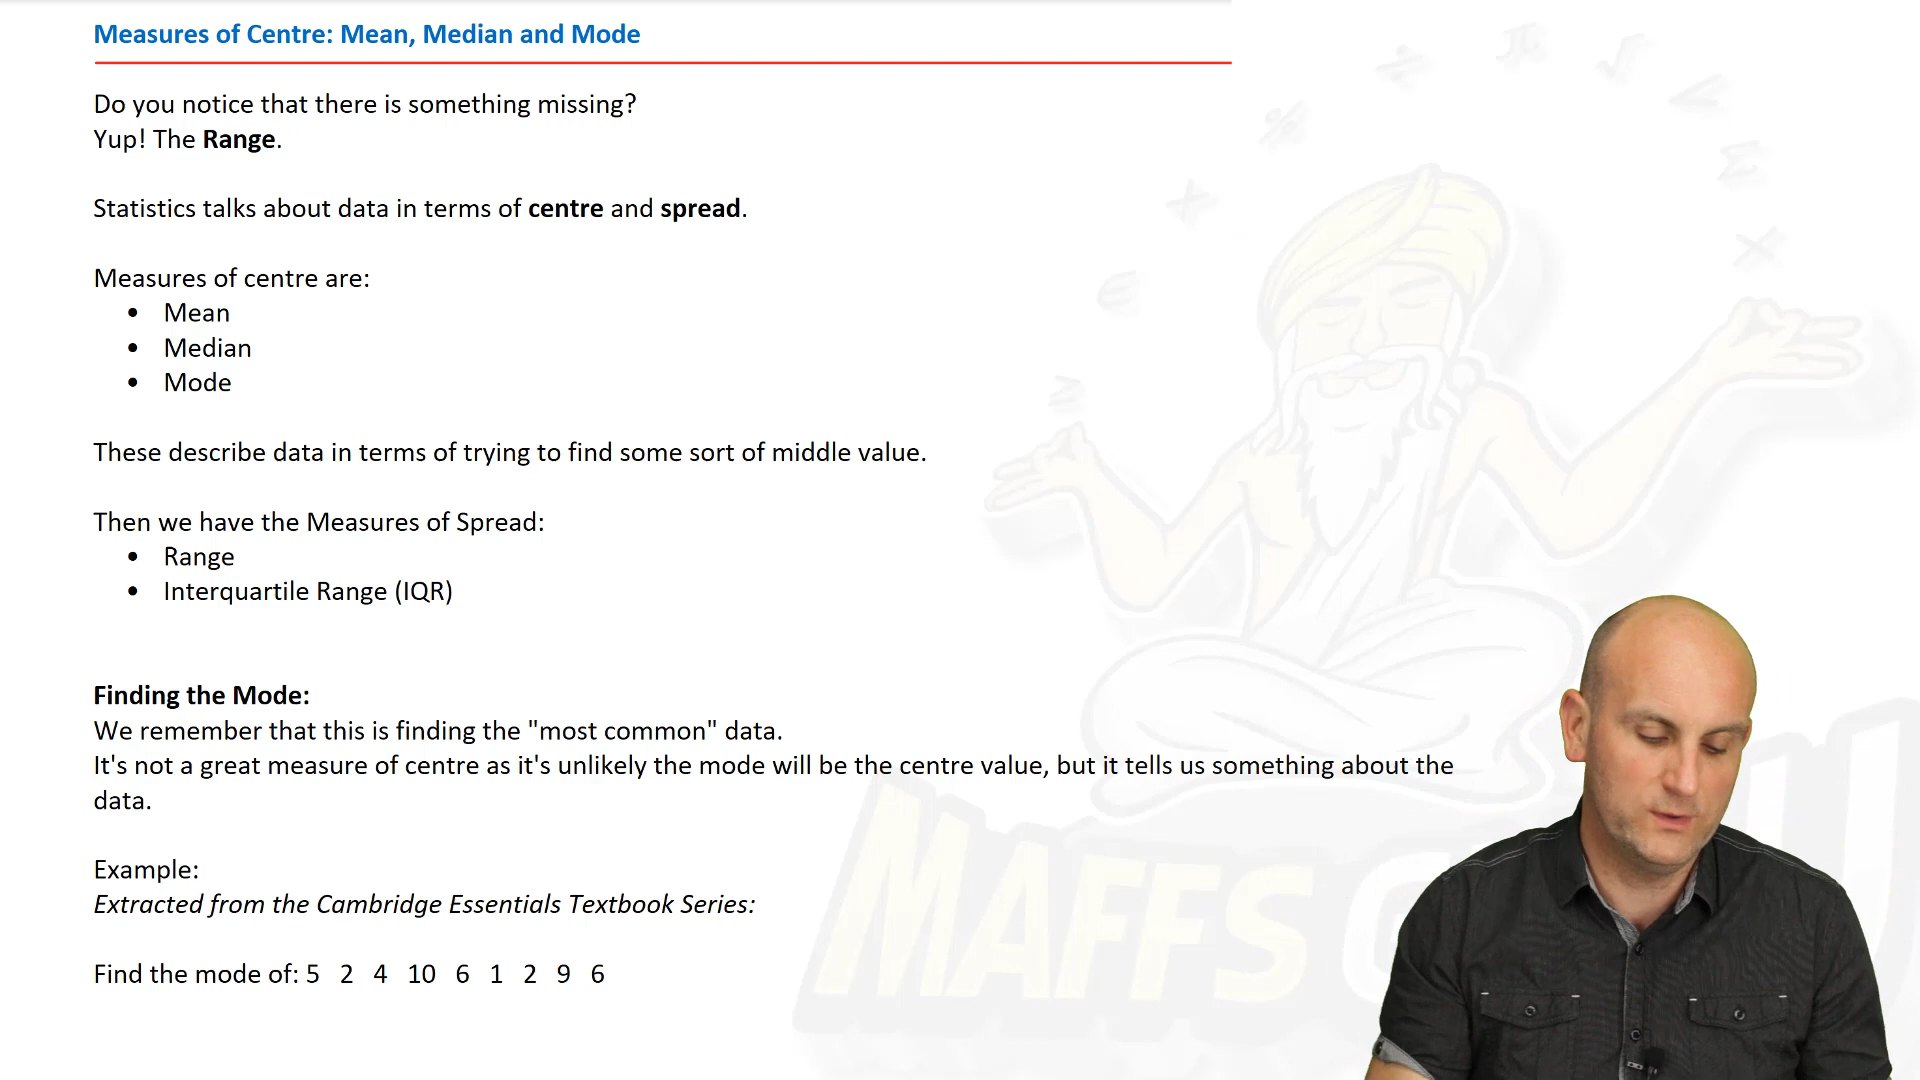 Measures of Centre: Mean, Median and Mode
Do you notice that there is something missing?
Yup! The Range.
Statistics talks about data in terms of centre and spread.
Measures of centre are:
• Mean
• Median
• Mode
These describe data in terms of trying to find some sort of middle value.
Then we have the Measures of Spread:
• Range
• Interquartile Range (IQR)
Finding the Mode:
We remember that this is finding the "most common" data.
It's not a great measure of centre as it's unlikely the mode will be the centre value, but it tells us something about the
data.
Example:
Extracted from the Cambridge Essentials Textbook Series:
Find the mode of: 5 2 4 10 6 1 2 9 6
MAFFS